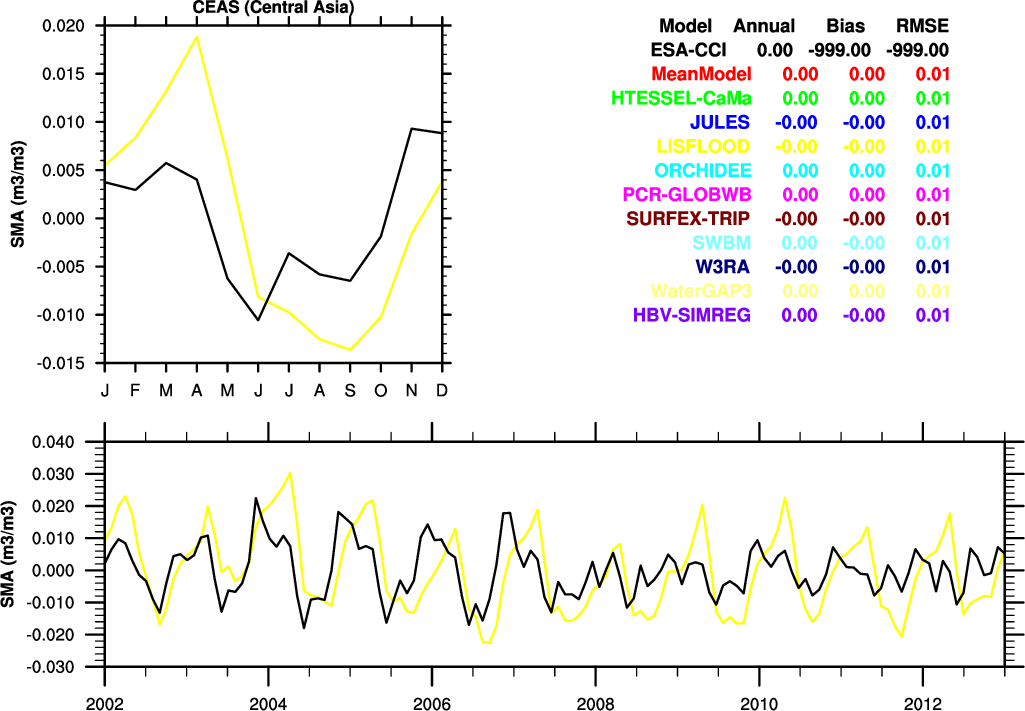 CEAS (Central Asia)
0.020
0.015
0.010
0.005
0.000
-0.005
-0.010
-0.015
SMA (m3/m3)
J F M A M J J A S O N D
Model Annual Bias RMSE
ESA-CCI 0.00 -999.00 -999.00
MeanModel 0.00 0.00 0.01
HTESSEL-CaMa 0.00 0.00 0.01
JULES -0.00 -0.00 0.01
LISFLOOD -0.00 -0.00 0.01
ORCHIDEE 0.00 0.00 0.01
PCR-GLOBWB 0.00 0.00 0.01
SURFEX-TRIP -0.00 -0.00 0.01
SWBM 0.00 -0.00 0.01
W3RA -0.00 -0.00 0.01
WaterGAP3 0.00 0.00 0.01
HBV-SIMREG 0.00 -0.00 0.01
0.040
0.030
0.020
0.010
0.000
-0.010
-0.020
-0.030
SMA (m3/m3)
2002 2004 2006 2008 2010 2012